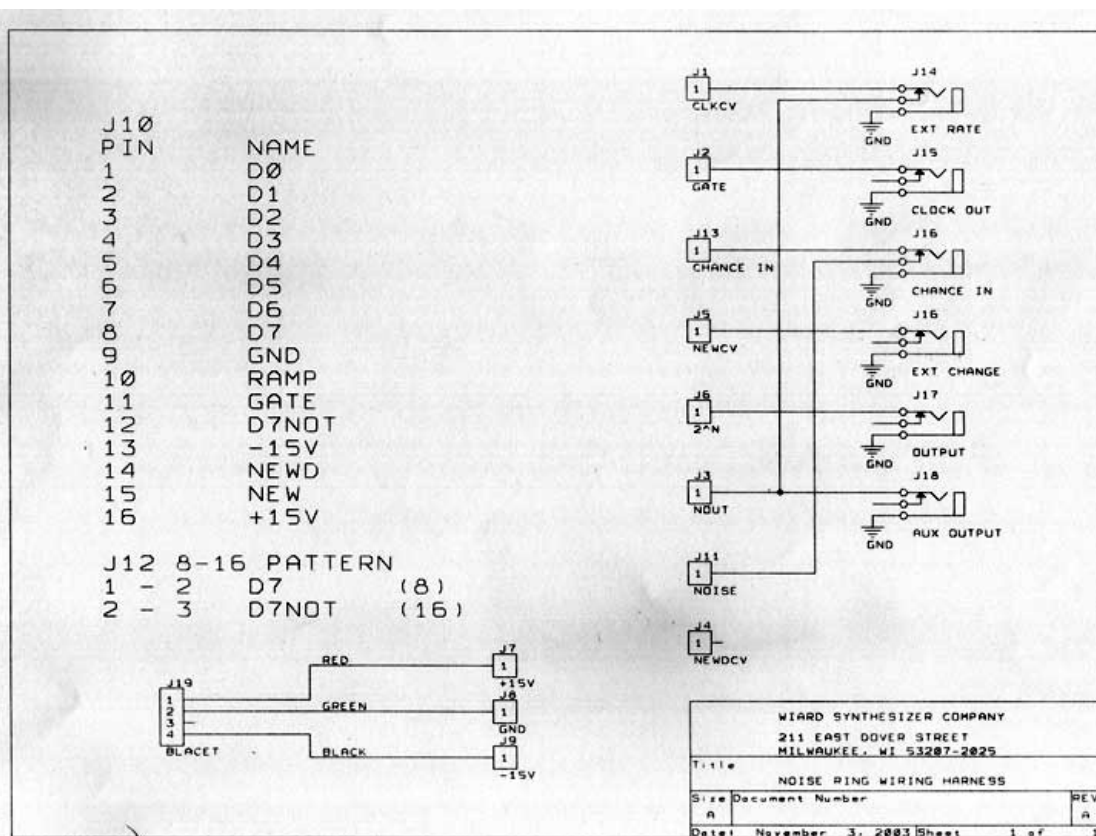 J10
PIN NAME
1 D0
2 D1
3 D2
4 D3
5 D4
6 D5
7 D6
8 D7
9 GND
10 RAMP
11 GATE
12 D7NOT
13 -15V
14 NEWD
15 NEW
16 +15V
J12 8-16 PATTERN
1 - 2 D7 (8)
2 - 3 D7NOT (16)
J19
1
2
3
4
BLACET
RED
GREEN
BLACK
J7
1
+15V
J8
1
GND
J9
1
-15V
J1
1
CLKCV
J14
GND
EXT RATE
J2
1
GATE
J15
GND
CLOCK OUT
J13
1
CHANCE IN
J16
GND
CHANCE IN
J5
1
NEWCV
J16
GND
EXT CHANGE
J6
1
2^N
J17
GND
OUTPUT
J3
1
NOUT
J18
GND
AUX OUTPUT
J11
1
NOISE
J4
1
NEWDCV
WIARD SYNTHESIZER COMPANY
211 EAST DOVER STREET
MILWAUKEE, WI 53207-2025
Title
NOISE RING WIRING HARNESS
Size Document Number REV
A A
Date: November 3, 2003 Sheet 1 of